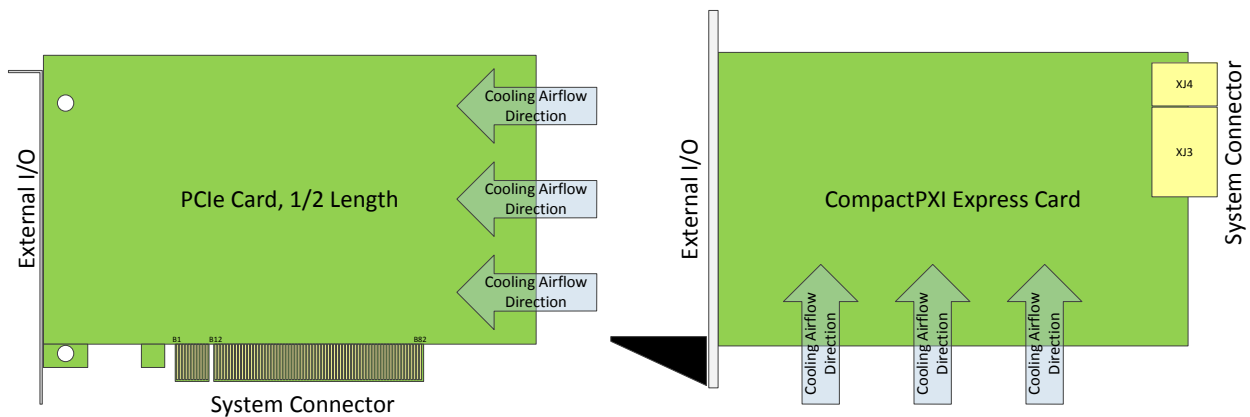 External I/O
PCIe Card, 1/2 Length
Cooling Airflow
Direction
Cooling Airflow
Direction
Cooling Airflow
Direction
B1
B12
B82
System Connector
External I/O
CompactPXI Express Card
XJ4
XJ3
System Connector
Cooling Airflow
Direction
Cooling Airflow
Direction
Cooling Airflow
Direction